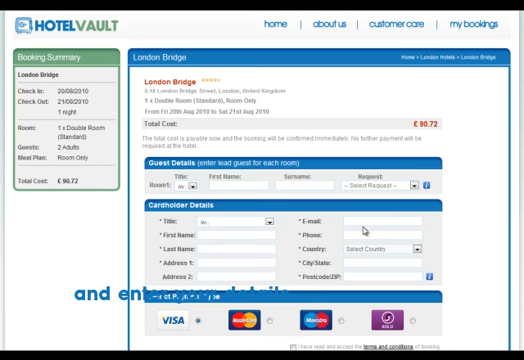 HOTELVAULT
home | about us | customer care | my bookings
Booking Summary
London Bridge
Check In: 20/08/2010
Check Out: 21/08/2010
1 night
Room: 1 x Double Room
(Standard)
Guests: 2 Adults
Meal Plan: Room Only
Total Cost: £ 90.72
London Bridge
Home > London Hotels > London Bridge
London Bridge
8-18 London Bridge Street, London, United Kingdom
1 x Double Room (Standard), Room Only
From Fri 20th Aug 2010 to Sat 21st Aug 2010
Total Cost: £ 90.72
The total cost is payable now and the booking will be confirmed immediately. No further payment will be
required at the hotel.
Guest Details (enter lead guest for each room)
Title: First Name: Surname: Request:
Room1: Mr. -- Select Request --
Cardholder Details
* Title: Mr. * E-mail:
* First Name: * Phone:
* Last Name: * Country: Select Country
* Address 1: * City/State:
Address 2: * Postcode/ZIP:
and enter your details
Select Payment Type
VISA MasterCard Maestro SOLO
I have read and accept the terms and conditions of booking